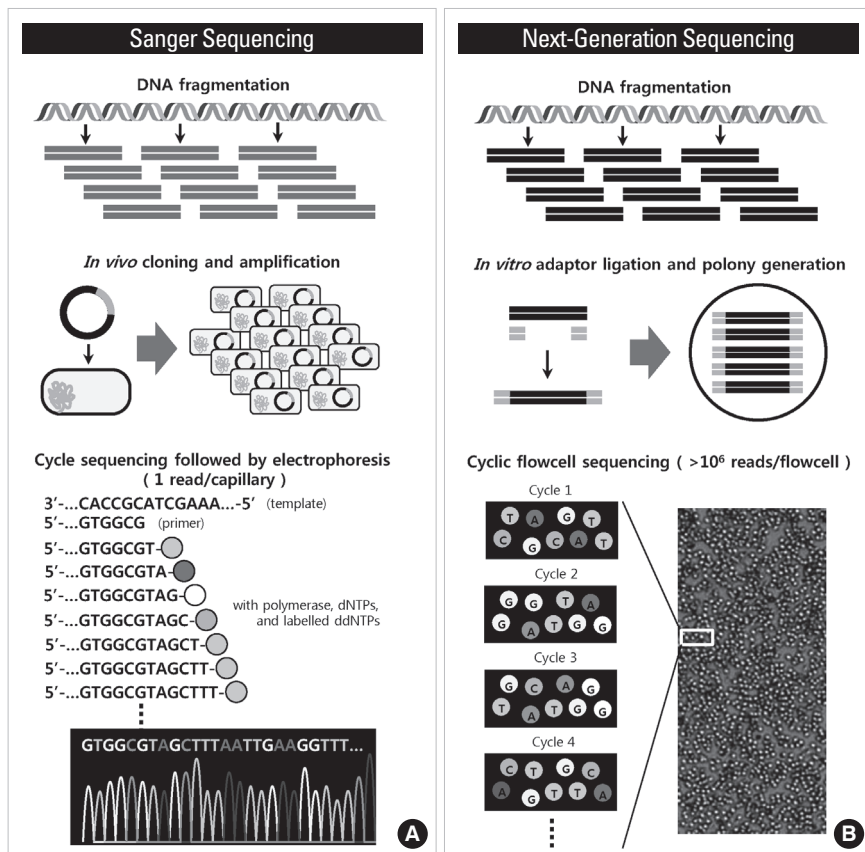 Sanger Sequencing
DNA fragmentation
In vivo cloning and amplification
Cycle sequencing followed by electrophoresis
( 1 read/capillary )
3′-...CACCGCATCGAAA...-5′ (template)
5′-...GTGGCG (primer)
5′-...GTGGCGT-
5′-...GTGGCGTA-
5′-...GTGGCGTAG-
5′-...GTGGCGTAGC-
5′-...GTGGCGTAGCT-
5′-...GTGGCGTAGCTT-
5′-...GTGGCGTAGCTTT-
with polymerase, dNTPs,
and labelled ddNTPs
GTGGCGTAGCTTTAATTGAAGGTTT...
A
Next-Generation Sequencing
DNA fragmentation
In vitro adaptor ligation and polony generation
Cyclic flowcell sequencing ( >10⁶ reads/flowcell )
Cycle 1
T A G T
C G C A T
Cycle 2
G G T A
G A T G G
Cycle 3
G C A G
T A T G G
Cycle 4
C T G C
A G T T A
B